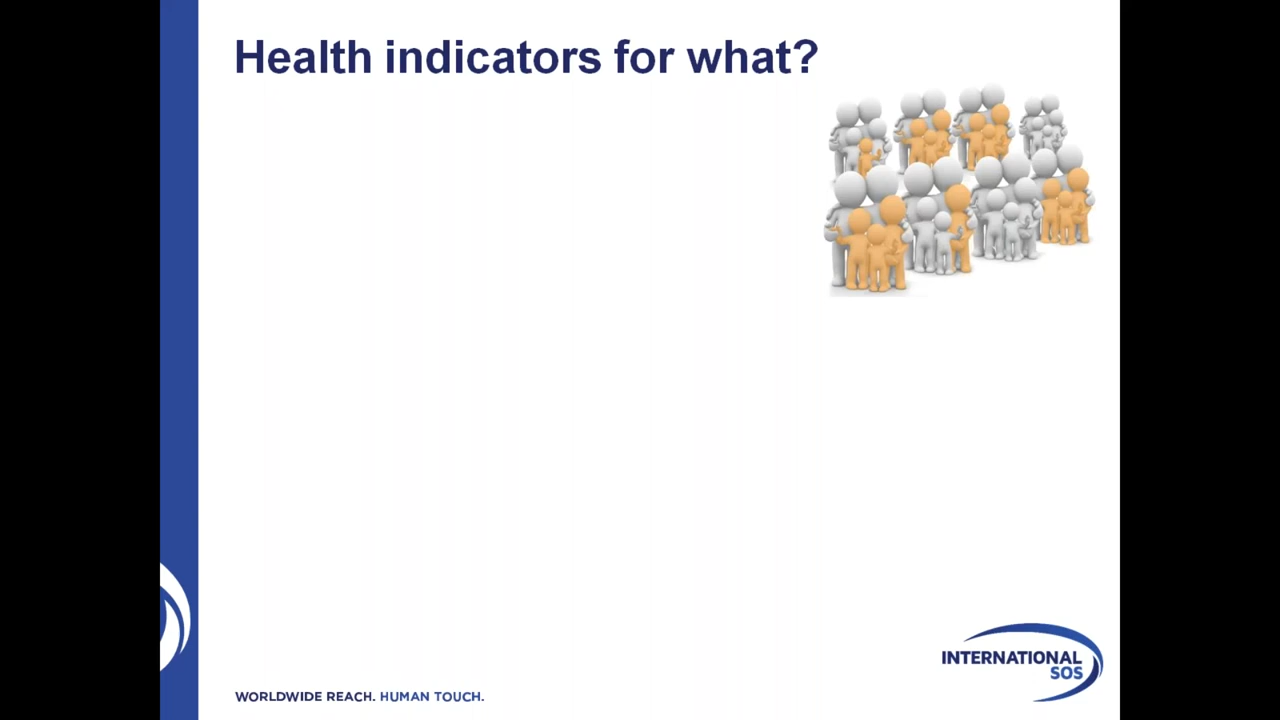 Health indicators for what?
INTERNATIONAL
SOS
WORLDWIDE REACH. HUMAN TOUCH.